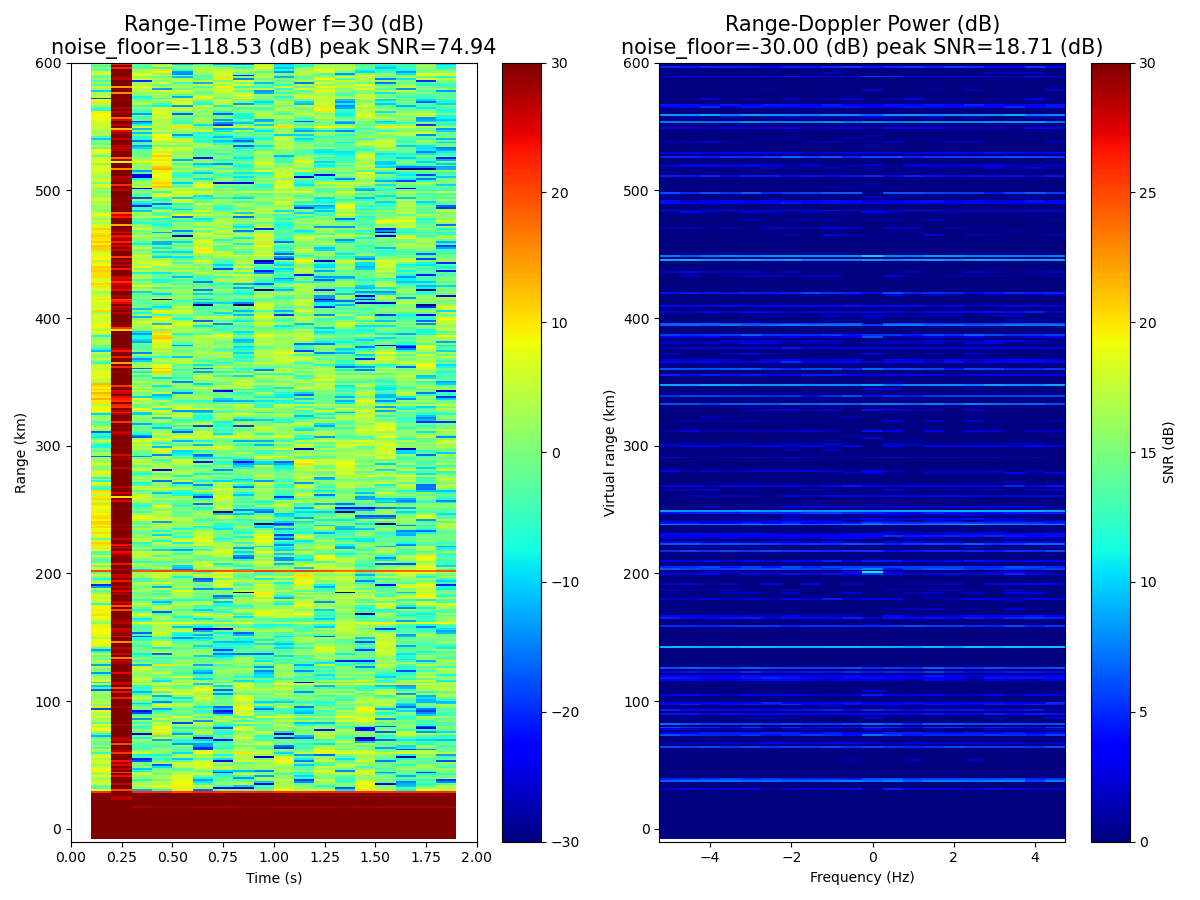 Range-Time Power f=30 (dB)
noise_floor=-118.53 (dB) peak SNR=74.94
600
500
400
300
200
100
0
Range (km)
0.00 0.25 0.50 0.75 1.00 1.25 1.50 1.75 2.00
Time (s)
30
20
10
0
−10
−20
−30
Range-Doppler Power (dB)
noise_floor=-30.00 (dB) peak SNR=18.71 (dB)
600
500
400
300
200
100
0
Virtual range (km)
−4 −2 0 2 4
Frequency (Hz)
30
25
20
15
10
5
0
SNR (dB)